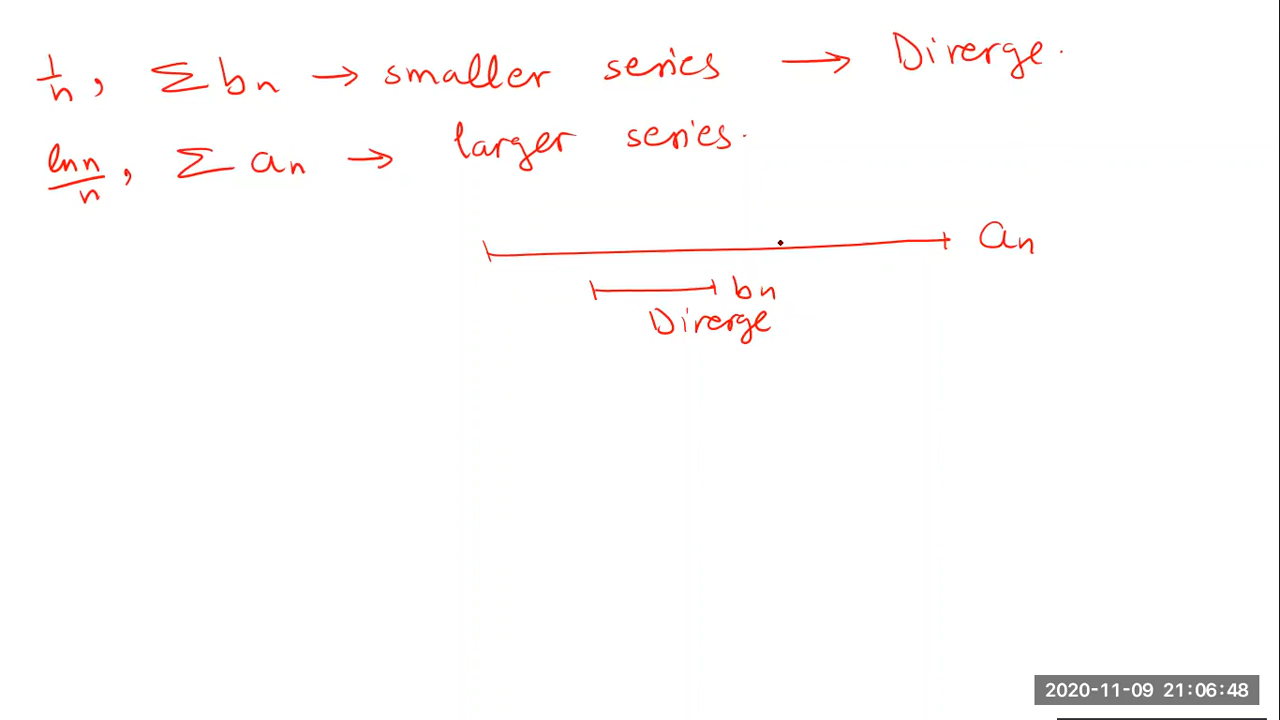 1/n, Σ bn → smaller series → Diverge.
ln n/n, Σ an → larger series.
an
bn
Diverge
2020-11-09 21:06:48